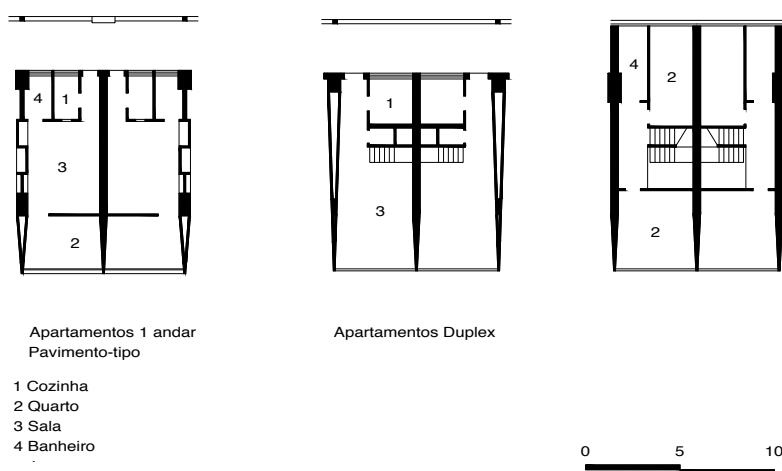 4
1
3
2
1
3
4
2
2
Apartamentos 1 andar
Pavimento-tipo
Apartamentos Duplex
1 Cozinha
2 Quarto
3 Sala
4 Banheiro
0 5 10